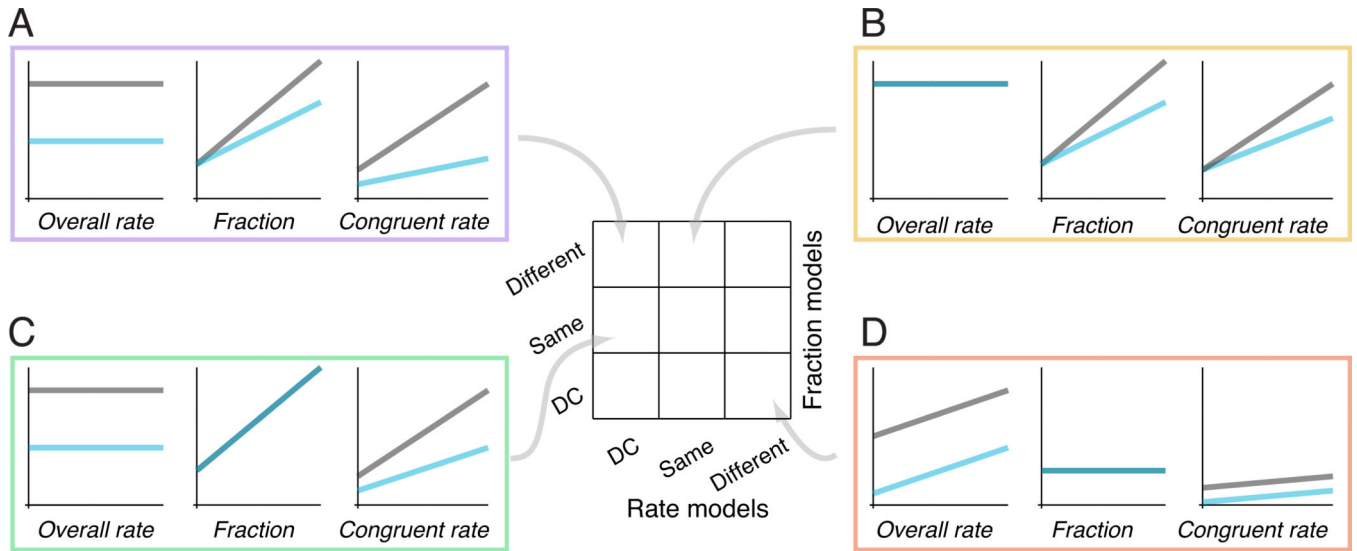 A
Overall rate
Fraction
Congruent rate
B
Overall rate
Fraction
Congruent rate
C
Overall rate
Fraction
Congruent rate
D
Overall rate
Fraction
Congruent rate
Different
Same
DC
Fraction models
DC
Same
Different
Rate models